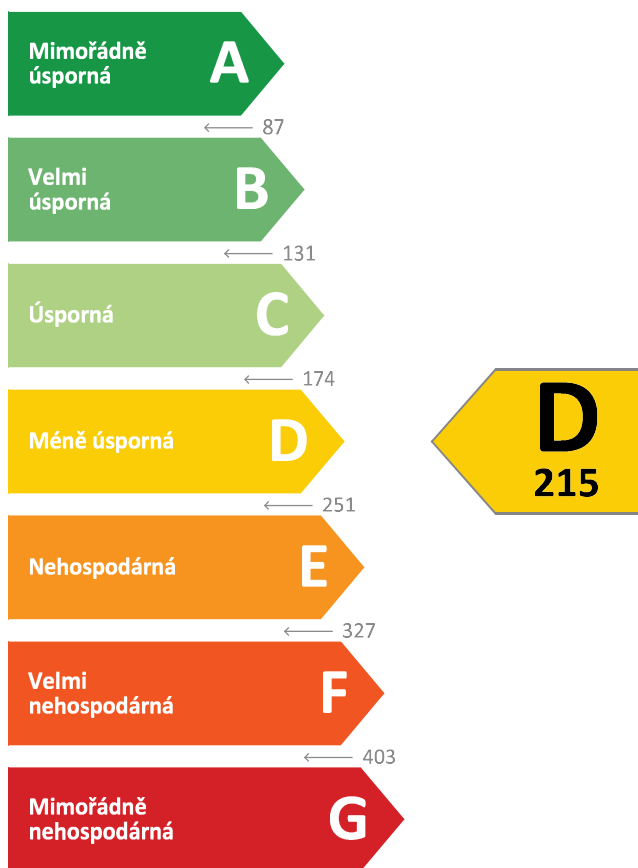 Mimořádně
úsporná
A
87
Velmi
úsporná
B
131
Úsporná
C
174
Méně úsporná
D
D
215
251
Nehospodárná
E
327
Velmi
nehospodárná
F
403
Mimořádně
nehospodárná
G